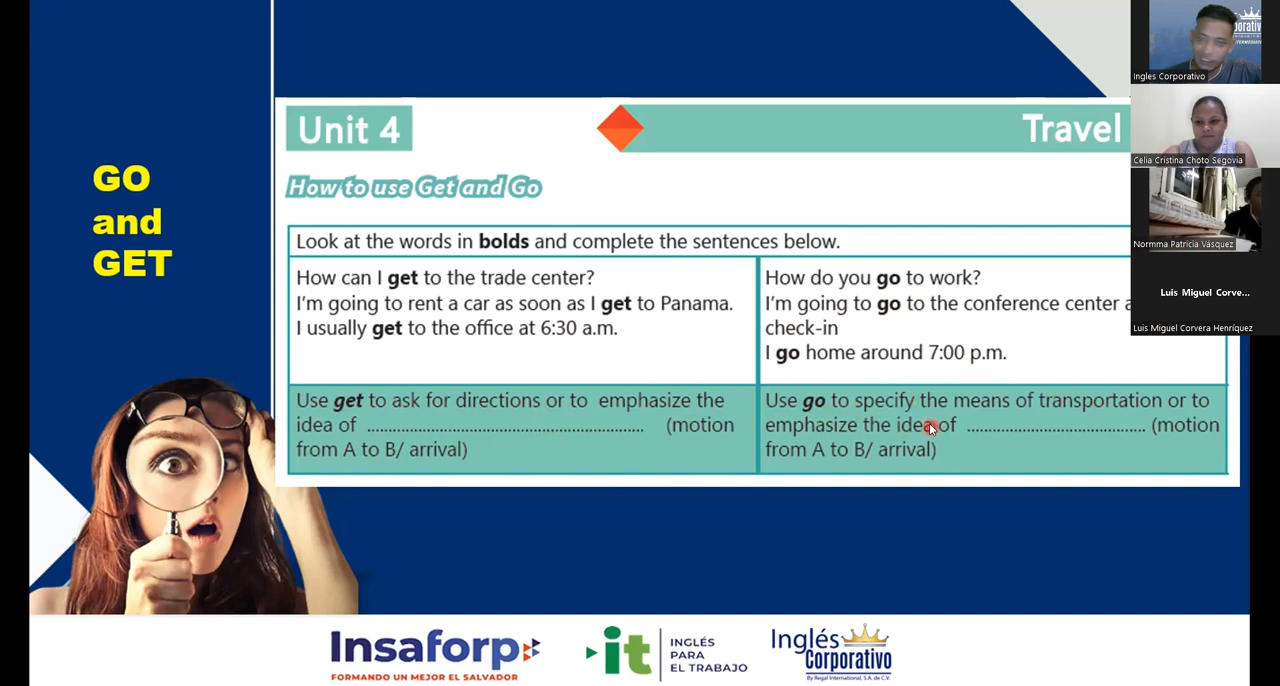 GO
and
GET
Unit 4
Travel
How to use Get and Go
Look at the words in bolds and complete the sentences below.
How can I get to the trade center?
I'm going to rent a car as soon as I get to Panama.
I usually get to the office at 6:30 a.m.
How do you go to work?
I'm going to go to the conference center
check-in
I go home around 7:00 p.m.
Use get to ask for directions or to emphasize the
idea of ........................................................ (motion
from A to B/ arrival)
Use go to specify the means of transportation or to
emphasize the idea of .................................... (motion
from A to B/ arrival)
Ingles Corporativo
Celia Cristina Choto Segovia
Normma Patricia Vásquez
Luis Miguel Corve...
Luis Miguel Corvera Henríquez
Insaforp
FORMANDO UN MEJOR EL SALVADOR
it
INGLÉS
PARA
EL TRABAJO
Inglés
Corporativo
By Regal International, S.A. de C.V.